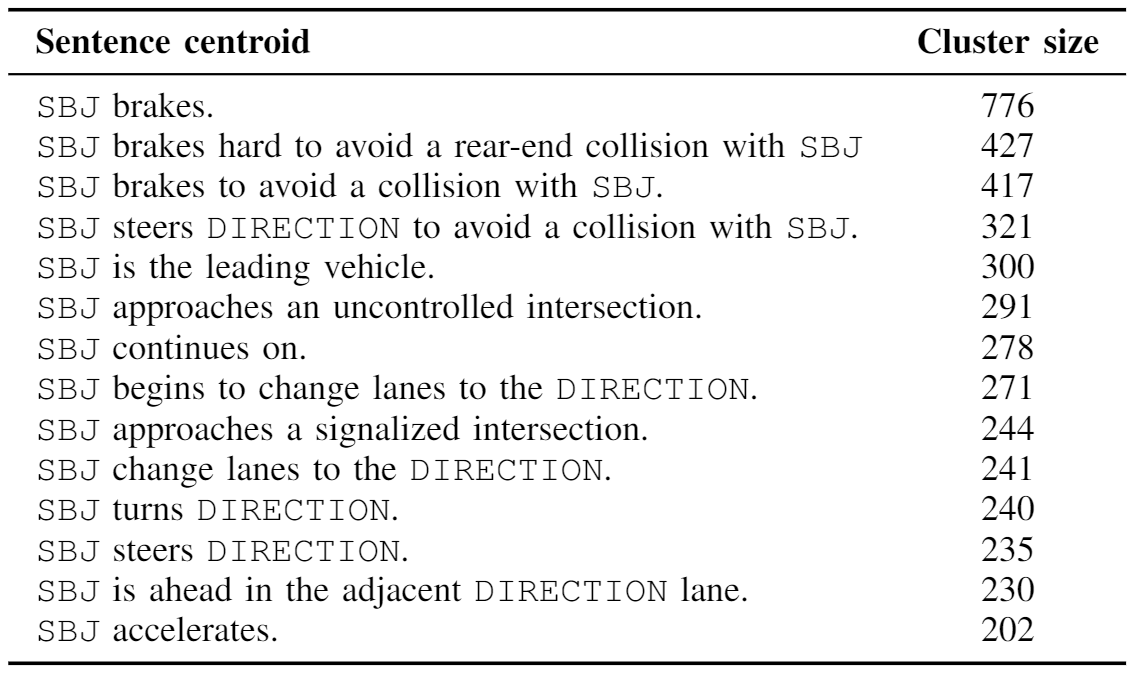 Sentence centroid Cluster size
SBJ brakes. 776
SBJ brakes hard to avoid a rear-end collision with SBJ 427
SBJ brakes to avoid a collision with SBJ. 417
SBJ steers DIRECTION to avoid a collision with SBJ. 321
SBJ is the leading vehicle. 300
SBJ approaches an uncontrolled intersection. 291
SBJ continues on. 278
SBJ begins to change lanes to the DIRECTION. 271
SBJ approaches a signalized intersection. 244
SBJ change lanes to the DIRECTION. 241
SBJ turns DIRECTION. 240
SBJ steers DIRECTION. 235
SBJ is ahead in the adjacent DIRECTION lane. 230
SBJ accelerates. 202